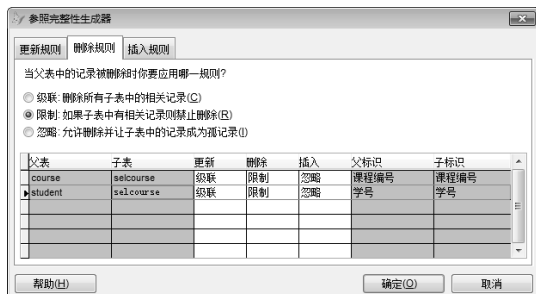 参照完整性生成器
更新规则 删除规则 插入规则
当父表中的记录被删除时你要应用哪一规则?
级联: 删除所有子表中的相关记录(C)
限制: 如果子表中有相关记录则禁止删除(R)
忽略: 允许删除并让子表中的记录成为孤记录(I)
父表 子表 更新 删除 插入 父标识 子标识
course selcourse 级联 限制 忽略 课程编号 课程编号
student selcourse 级联 限制 忽略 学号 学号
帮助(H) 确定(O) 取消